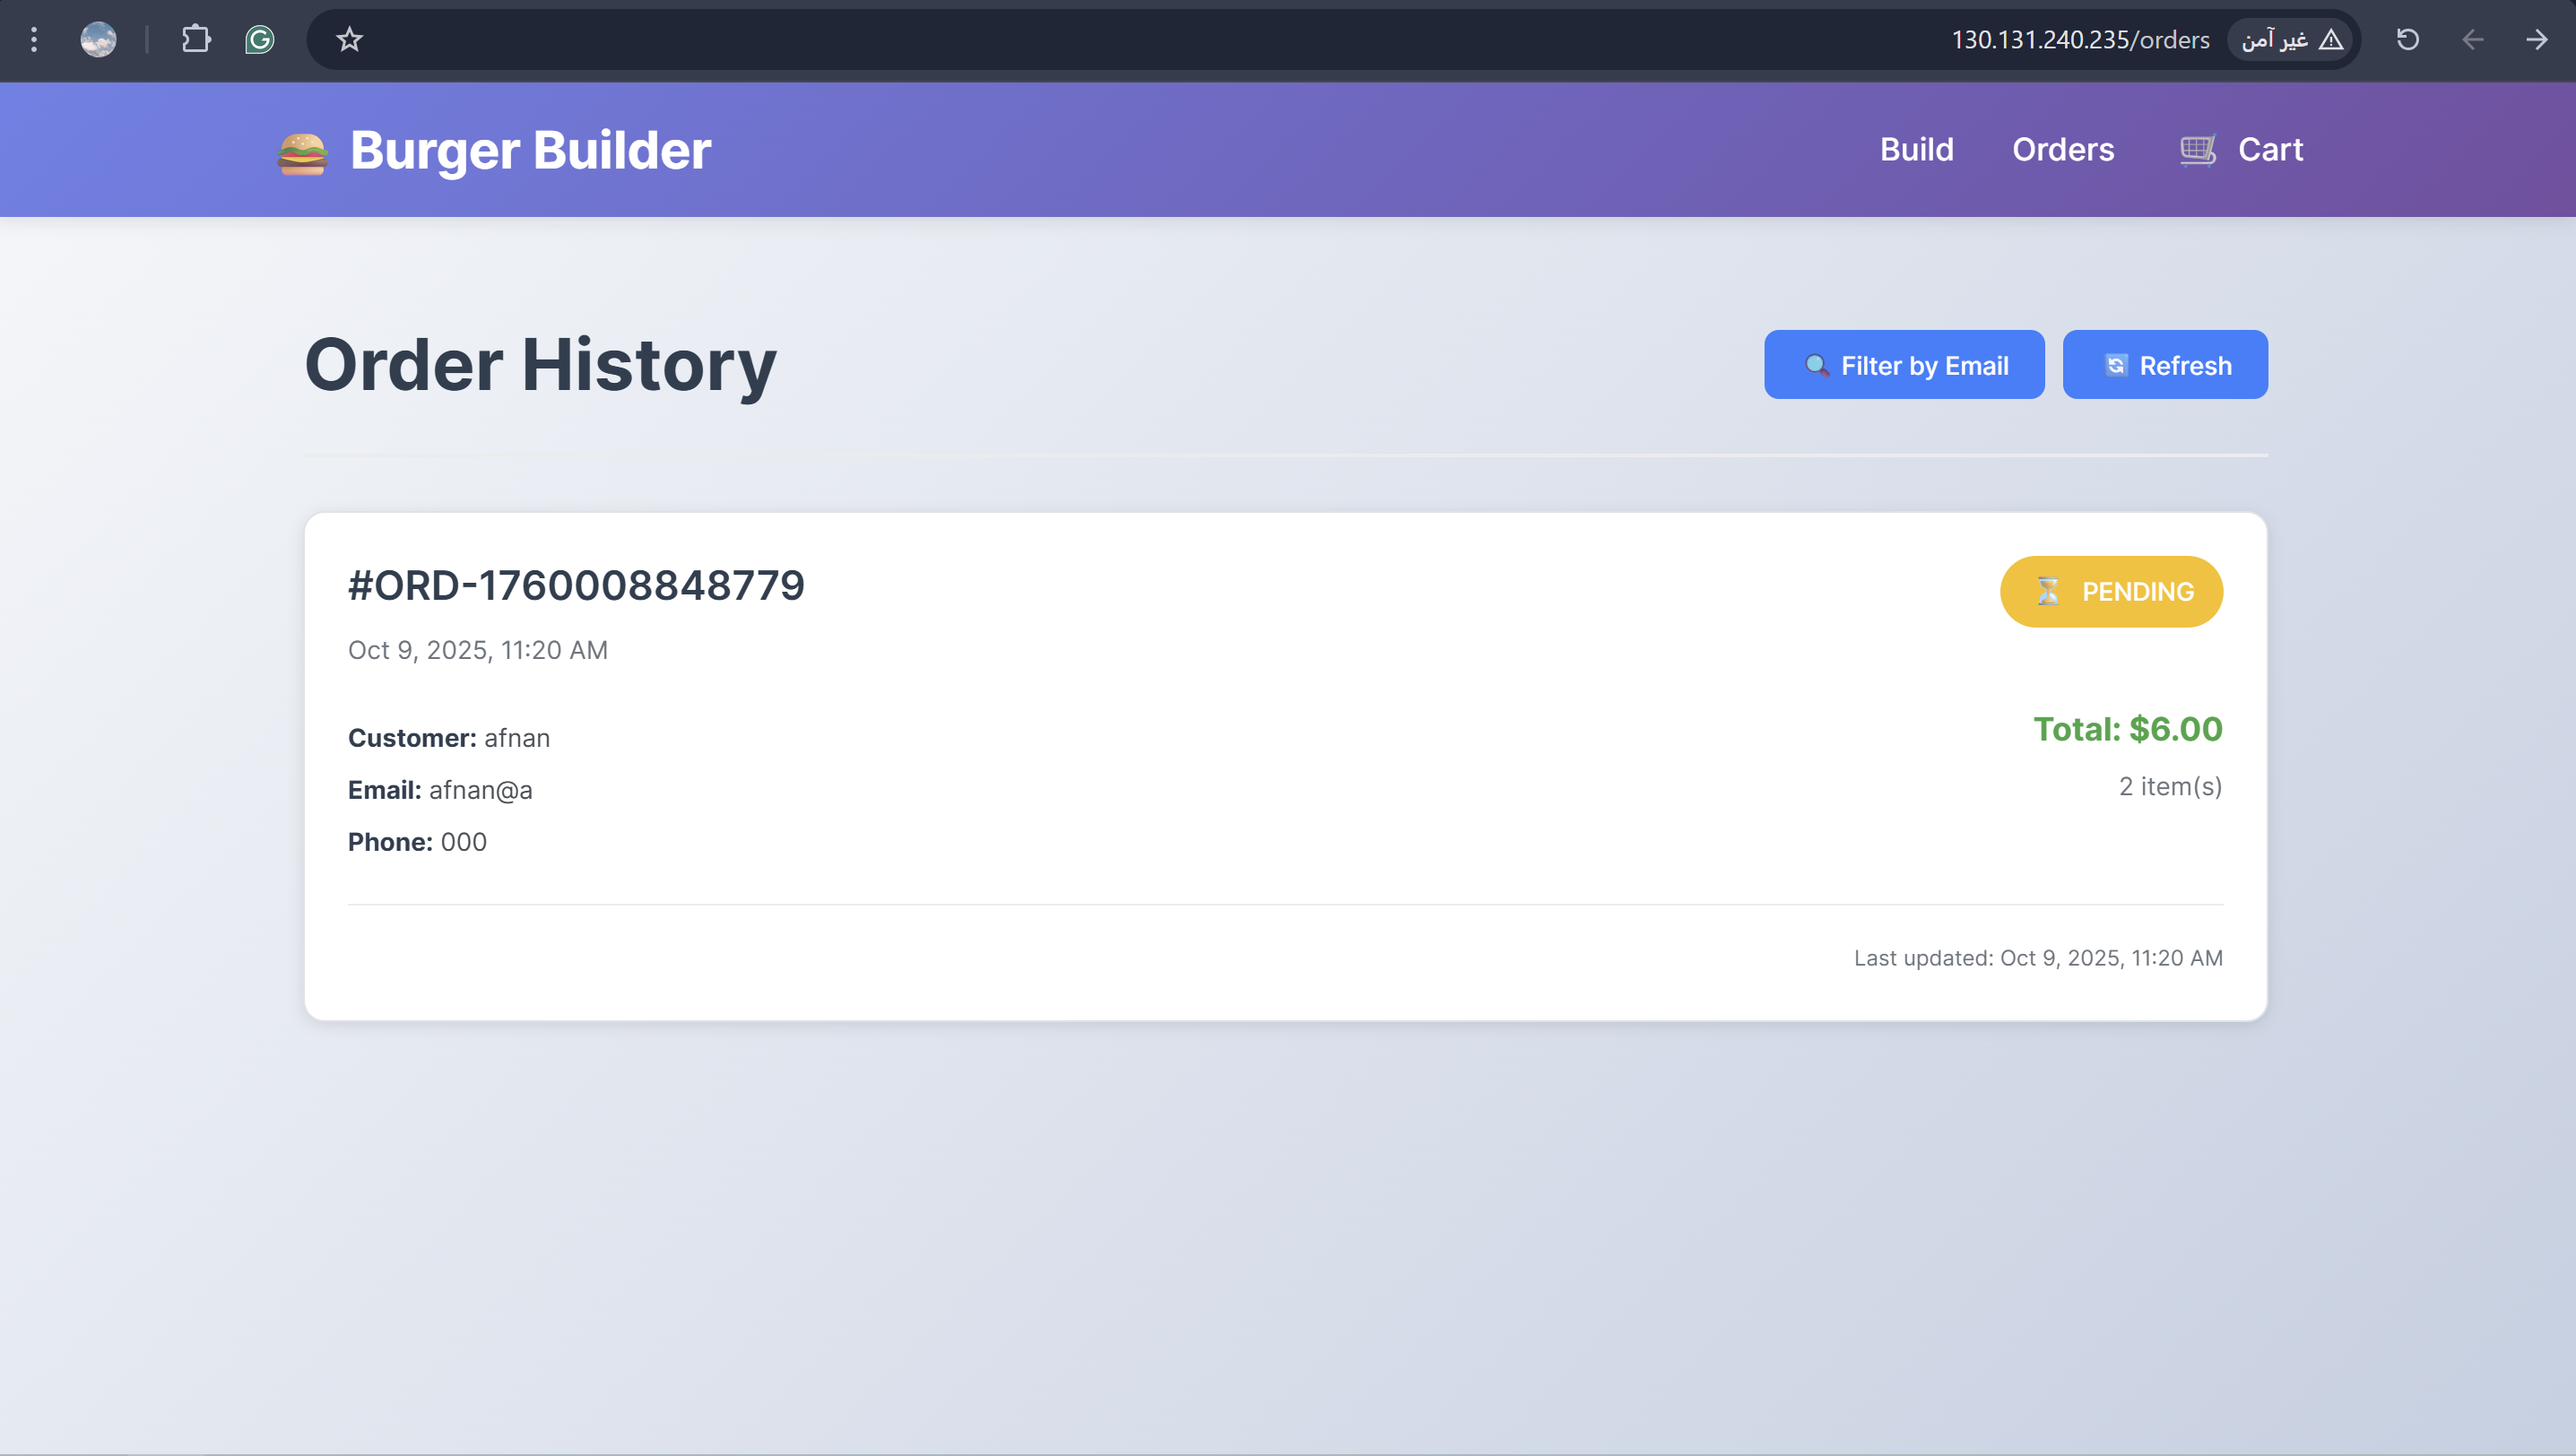 130.131.240.235/orders
غير آمن
Burger Builder
Build
Orders
Cart
Order History
Filter by Email
Refresh
#ORD-1760008848779
PENDING
Oct 9, 2025, 11:20 AM
Customer: afnan
Total: $6.00
Email: afnan@a
2 item(s)
Phone: 000
Last updated: Oct 9, 2025, 11:20 AM